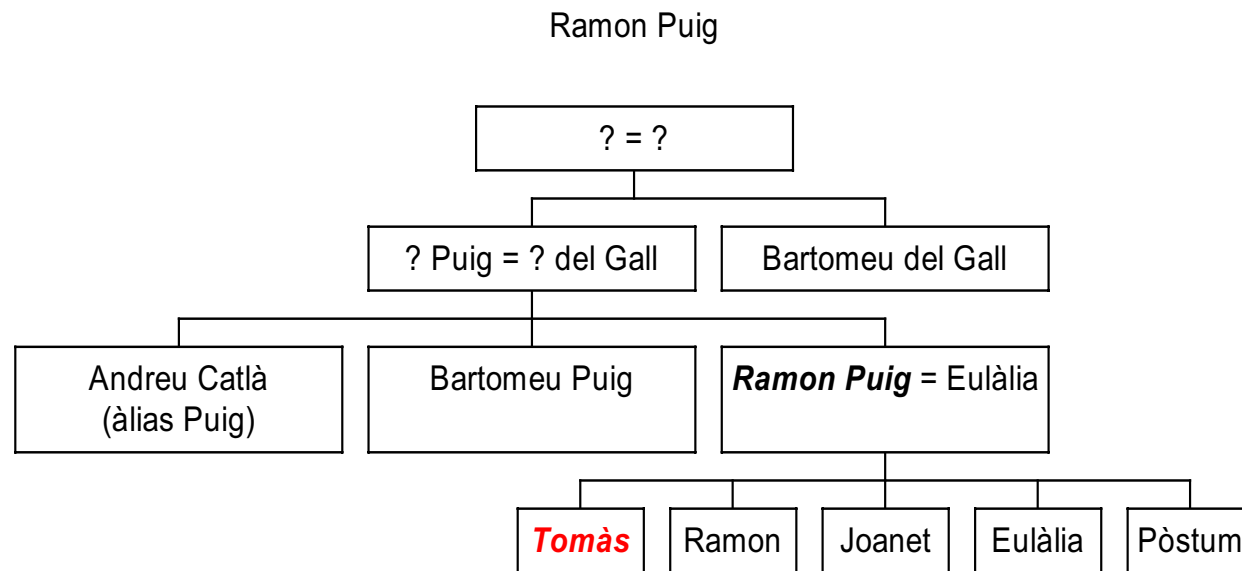 Ramon Puig
? = ?
? Puig = ? del Gall
Bartomeu del Gall
Andreu Catlà
(àlias Puig)
Bartomeu Puig
Ramon Puig = Eulàlia
Tomàs
Ramon
Joanet
Eulàlia
Pòstum